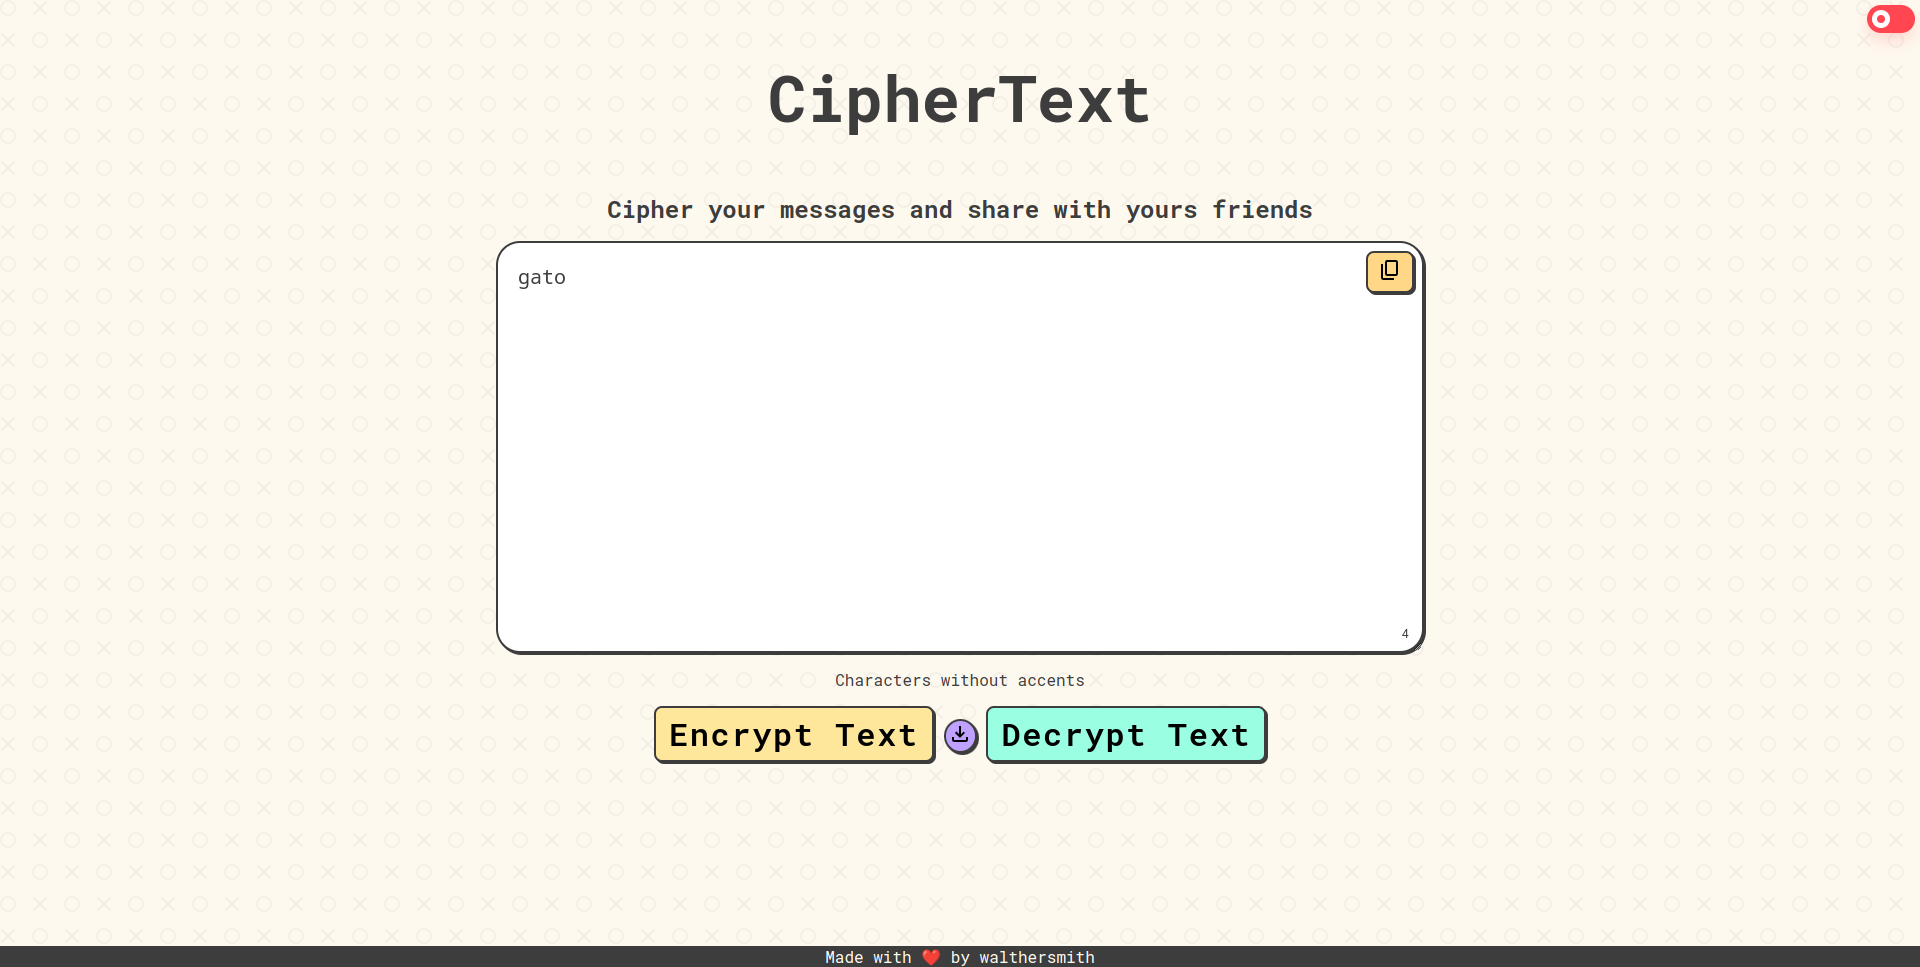 CipherText
Cipher your messages and share with yours friends
gato
4
Characters without accents
Encrypt Text
Decrypt Text
Made with ❤️ by walthersmith